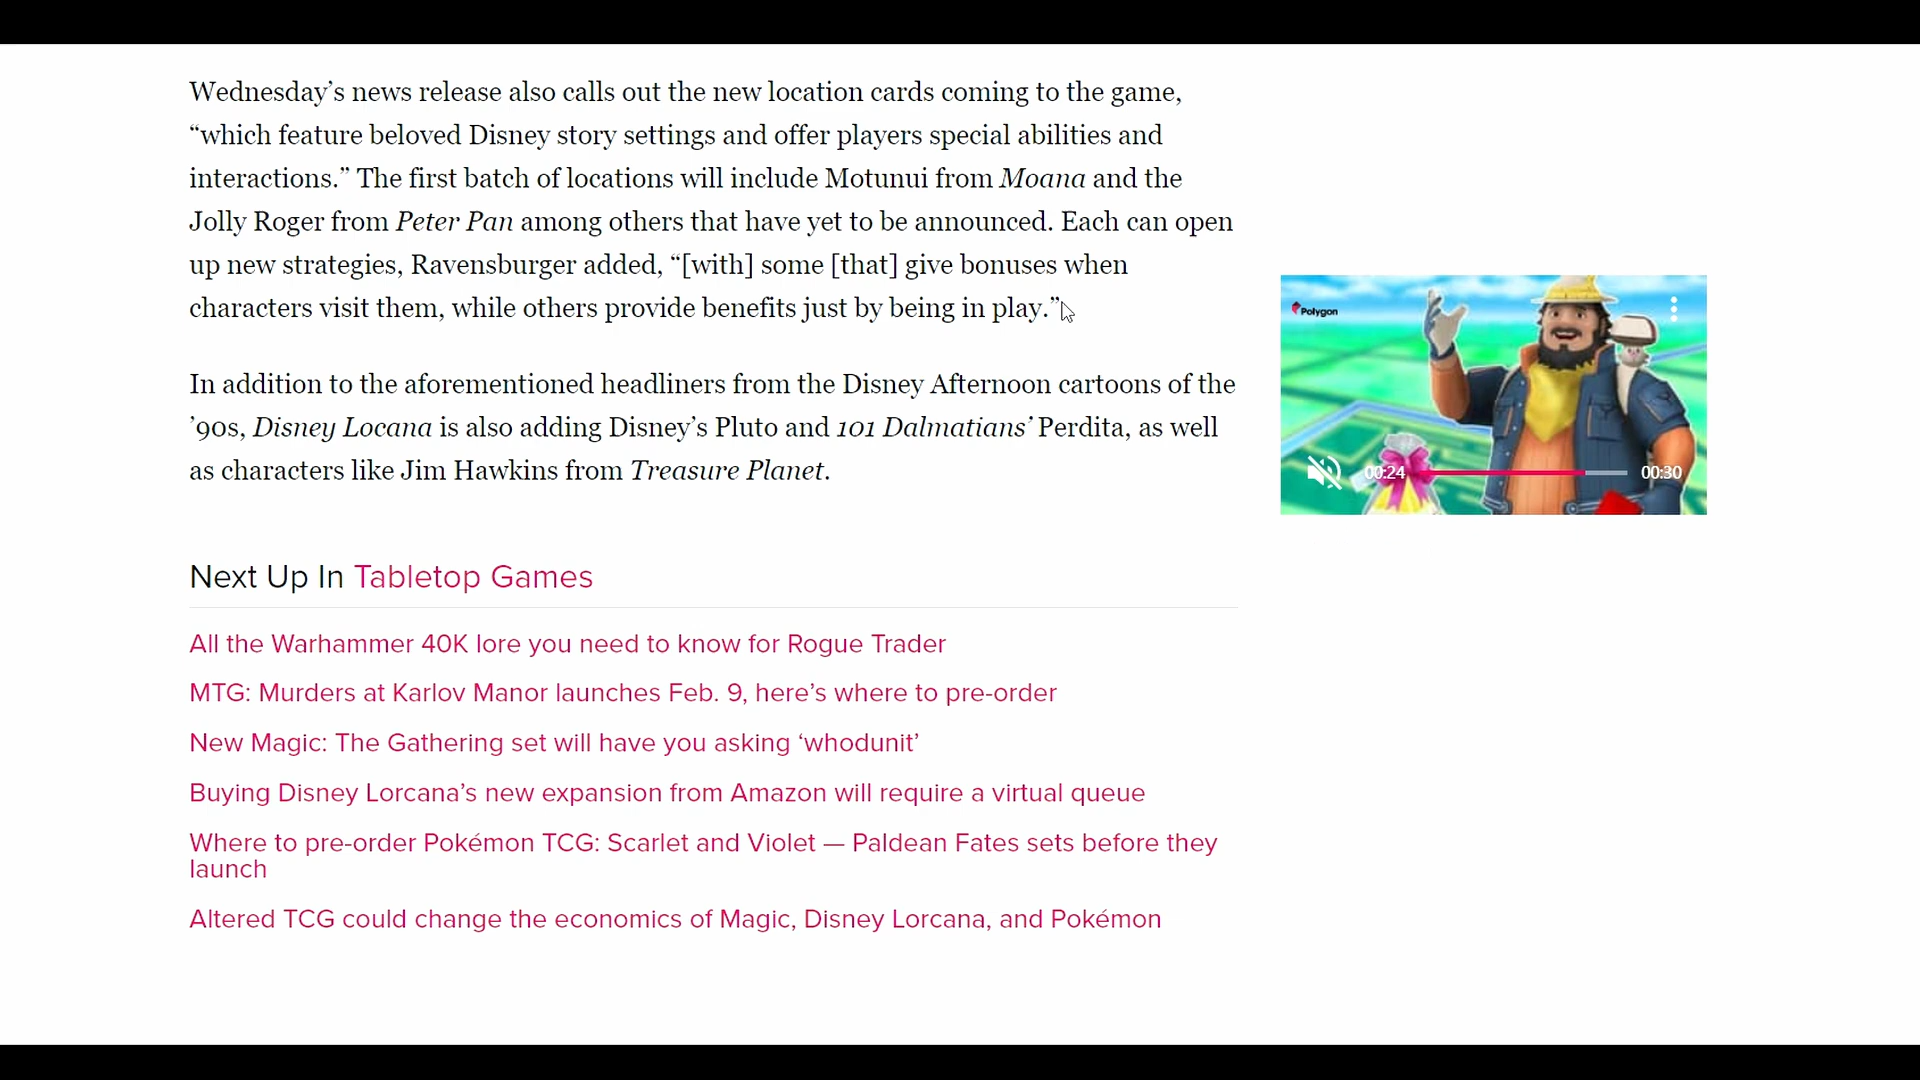 Wednesday’s news release also calls out the new location cards coming to the game,
“which feature beloved Disney story settings and offer players special abilities and
interactions.” The first batch of locations will include Motunui from Moana and the
Jolly Roger from Peter Pan among others that have yet to be announced. Each can open
up new strategies, Ravensburger added, “[with] some [that] give bonuses when
characters visit them, while others provide benefits just by being in play.”
In addition to the aforementioned headliners from the Disney Afternoon cartoons of the
’90s, Disney Locana is also adding Disney’s Pluto and 101 Dalmatians’ Perdita, as well
as characters like Jim Hawkins from Treasure Planet.
Polygon
00:24
00:30
Next Up In Tabletop Games
All the Warhammer 40K lore you need to know for Rogue Trader
MTG: Murders at Karlov Manor launches Feb. 9, here’s where to pre-order
New Magic: The Gathering set will have you asking ‘whodunit’
Buying Disney Lorcana’s new expansion from Amazon will require a virtual queue
Where to pre-order Pokémon TCG: Scarlet and Violet — Paldean Fates sets before they
launch
Altered TCG could change the economics of Magic, Disney Lorcana, and Pokémon